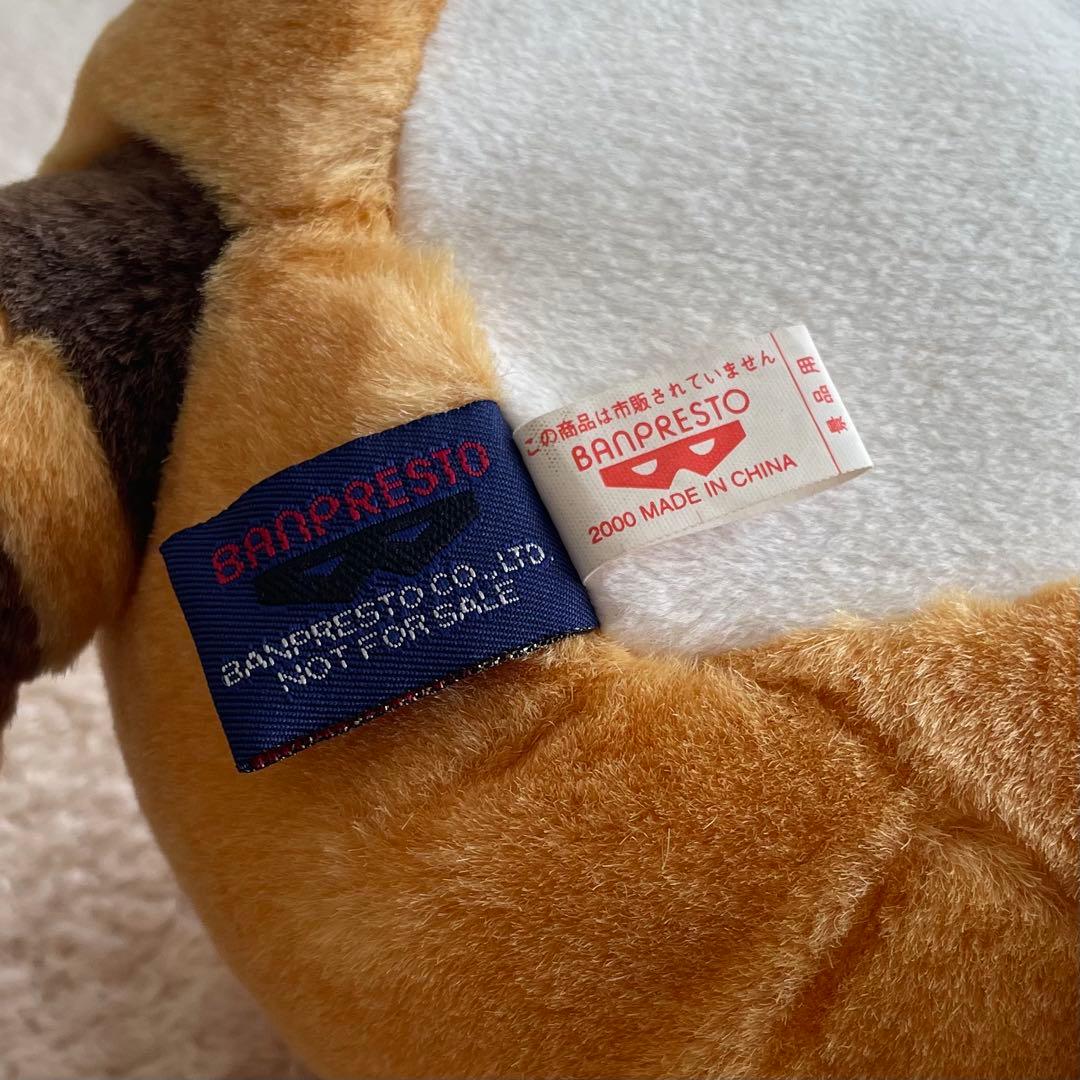 BANPRESTO
BANPRESTO CO.,LTD.
NOT FOR SALE
この商品は市販されていません
BANPRESTO
2000 MADE IN CHINA
景品用